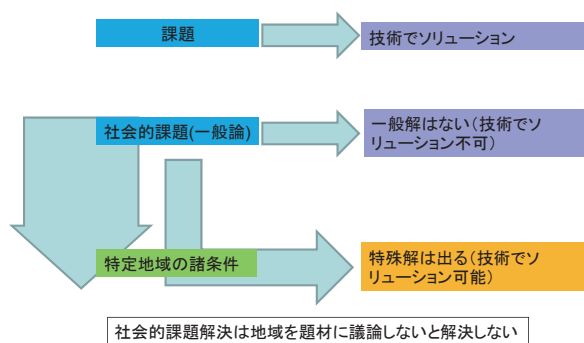 課題
技術でソリューション
社会的課題(一般論)
一般解はない(技術でソ
リューション不可)
特定地域の諸条件
特殊解は出る(技術でソ
リューション可能)
社会的課題解決は地域を題材に議論しないと解決しない